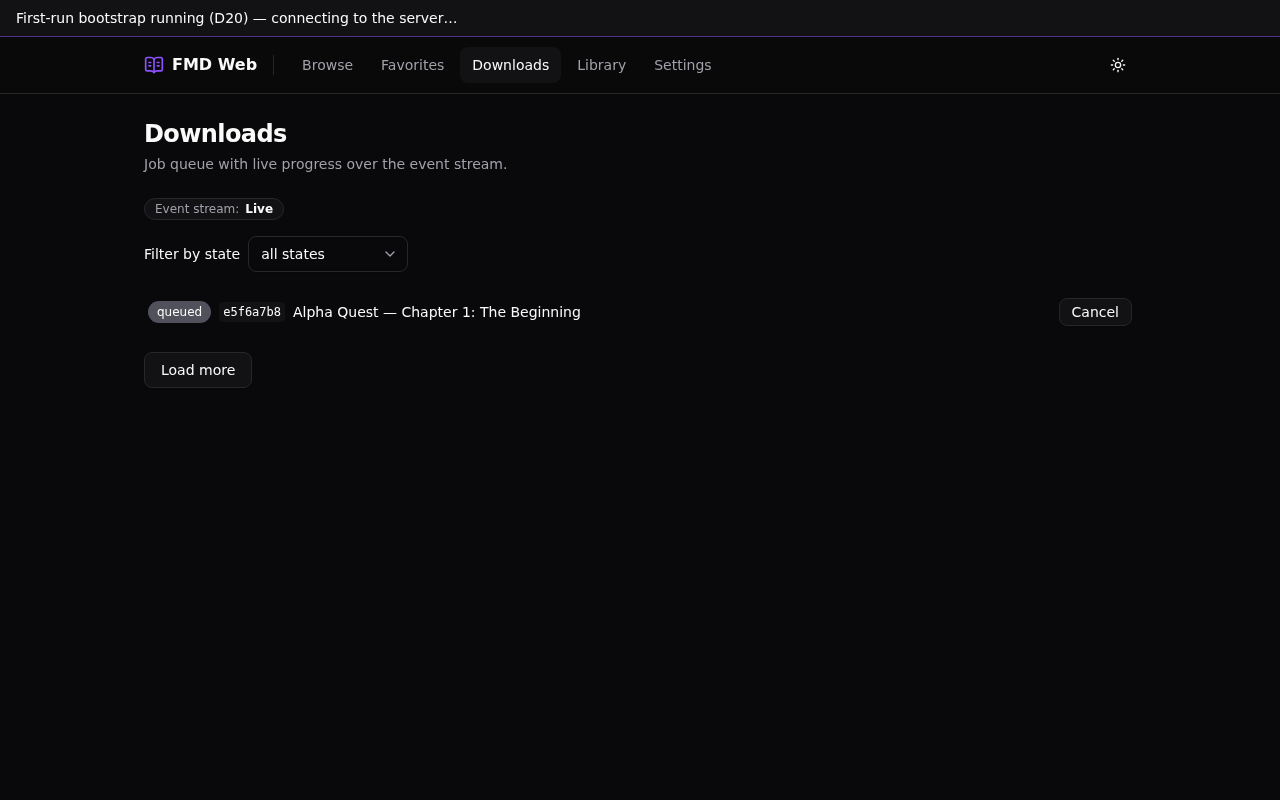 First-run bootstrap running (D20) — connecting to the server…
FMD Web Browse Favorites Downloads Library Settings
Downloads
Job queue with live progress over the event stream.
Event stream: Live
Filter by state all states
queued e5f6a7b8 Alpha Quest — Chapter 1: The Beginning Cancel
Load more